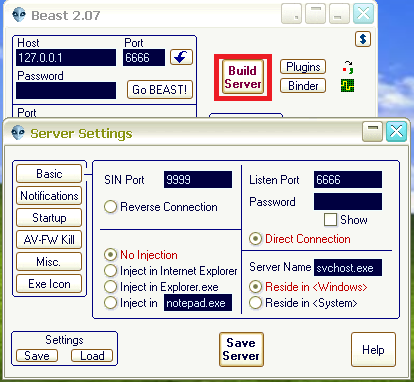 Beast 2.07
Host
Port
127.0.0.1
6666
Password
Go BEAST!
Build
Server
Plugins
Binder
Port
Server Settings
Basic
Notifications
Startup
AV-FW Kill
Misc.
Exe Icon
SIN Port
9999
Reverse Connection
No Injection
Inject in Internet Explorer
Inject in Explorer.exe
Inject in
notepad.exe
Listen Port
6666
Password
Show
Direct Connection
Server Name
svchost.exe
Reside in <Windows>
Reside in <System>
Settings
Save
Load
Save
Server
Help